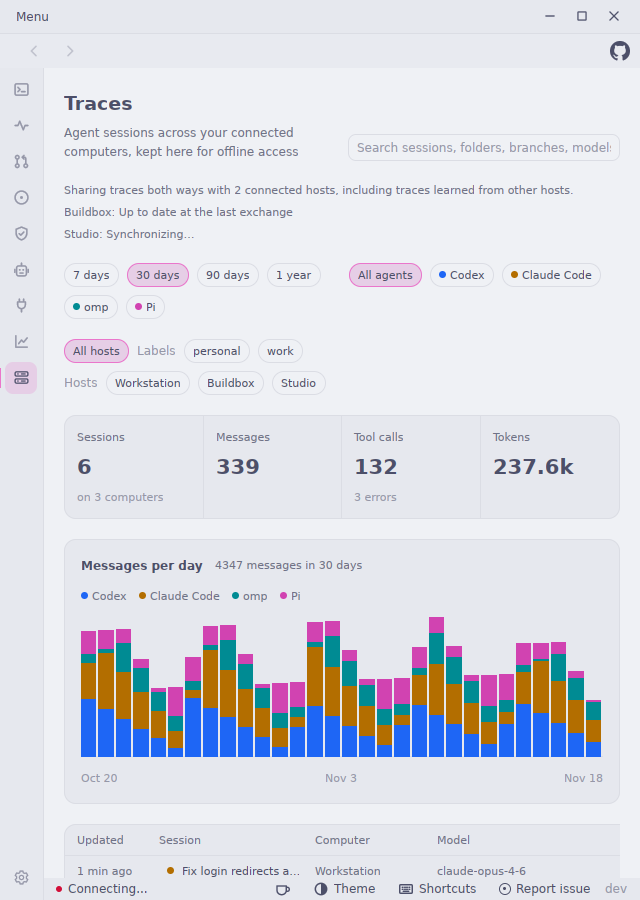 Menu
Traces
Agent sessions across your connected
computers, kept here for offline access
Search sessions, folders, branches, models
Sharing traces both ways with 2 connected hosts, including traces learned from other hosts.
Buildbox: Up to date at the last exchange
Studio: Synchronizing...
7 days 30 days 90 days 1 year All agents Codex Claude Code
omp Pi
All hosts Labels personal work
Hosts Workstation Buildbox Studio
Sessions Messages Tool calls Tokens
6 339 132 237.6k
on 3 computers 3 errors
Messages per day 4347 messages in 30 days
Codex Claude Code omp Pi
Oct 20 Nov 3 Nov 18
Updated Session Computer Model
1 min ago Fix login redirects a... Workstation claude-opus-4-6
Connecting... Theme Shortcuts Report issue dev